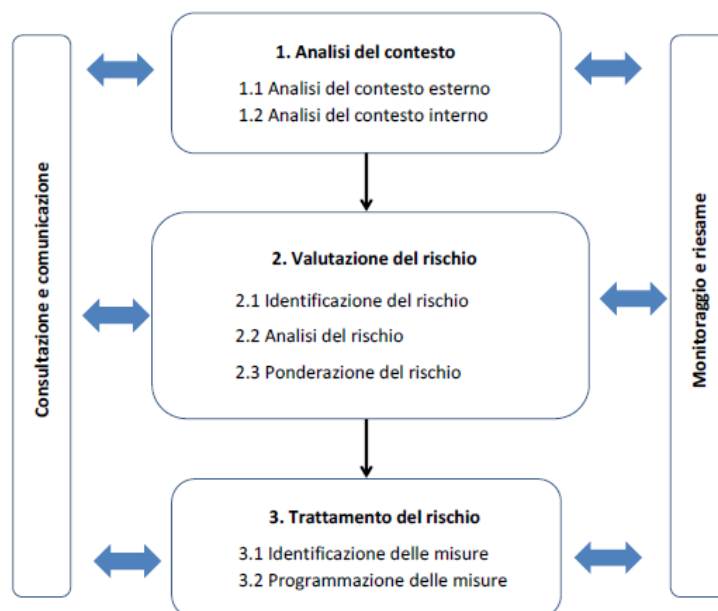 1. Analisi del contesto
1.1 Analisi del contesto esterno
1.2 Analisi del contesto interno
Consultazione e comunicazione
Monitoraggio e riesame
2. Valutazione del rischio
2.1 Identificazione del rischio
2.2 Analisi del rischio
2.3 Ponderazione del rischio
3. Trattamento del rischio
3.1 Identificazione delle misure
3.2 Programmazione delle misure